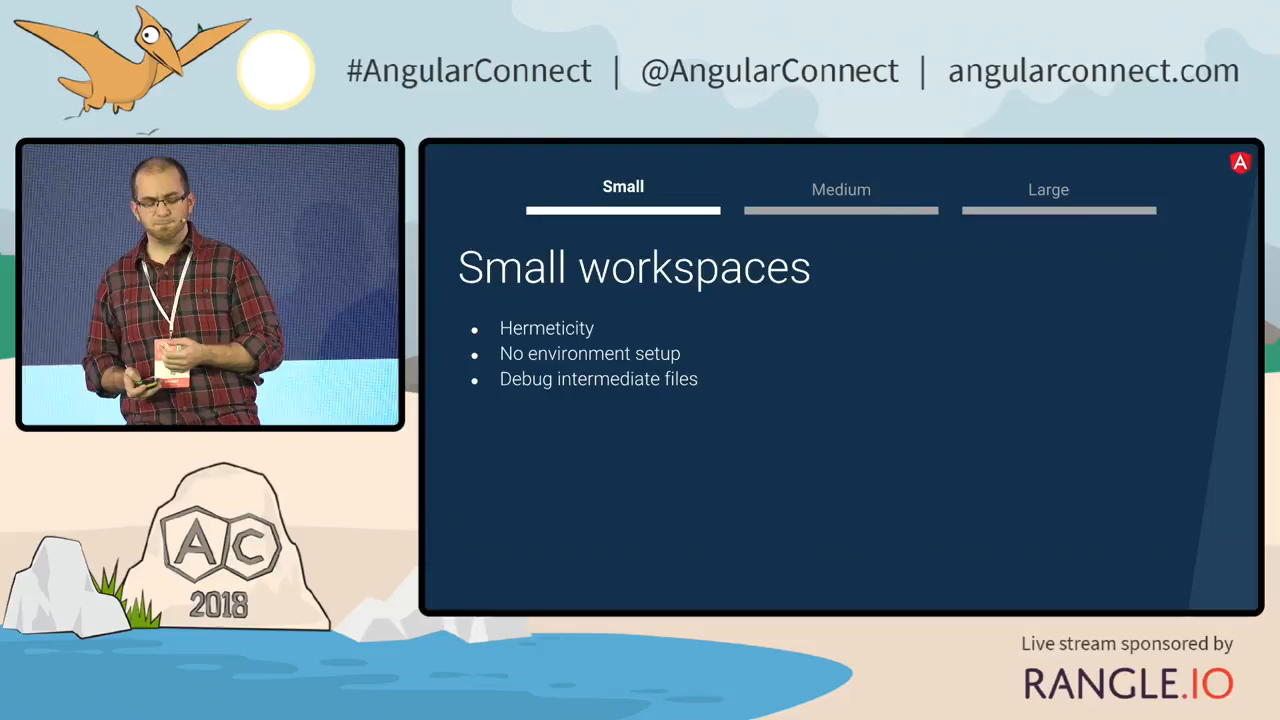 #AngularConnect | @AngularConnect | angularconnect.com
Small
Medium
Large
A
Small workspaces
• Hermeticity
• No environment setup
• Debug intermediate files
AC
2018
Live stream sponsored by
RANGLE.IO